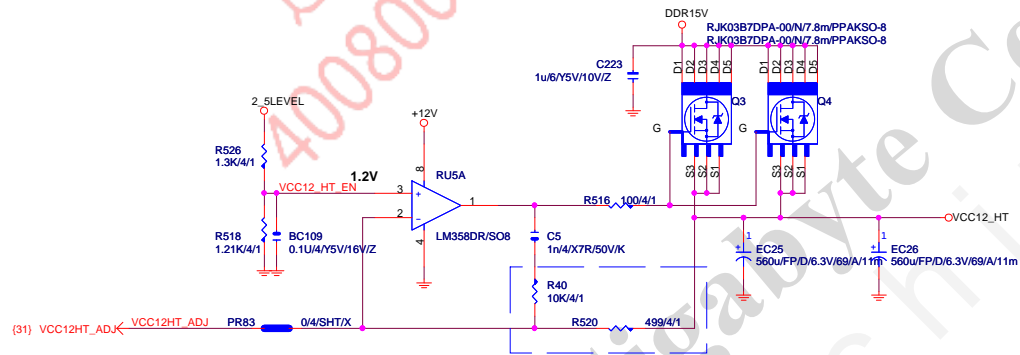 DDR15V
RJK03B7DPA-00/N/7.8m/PPAKSO-8
RJK03B7DPA-00/N/7.8m/PPAKSO-8
C223
1u/6/Y5V/10V/Z
D1 D2 D3 D4 D5
D1 D2 D3 D4 D5
Q3
Q4
G
G
S3 S2 S1
S3 S2 S1
400800
2_5LEVEL
+12V
R526
1.3K/4/1
1.2V
VCC12_HT_EN
8
RU5A
3
+
2
-
1
4
LM358DR/SO8
R518
1.21K/4/1
BC109
0.1U/4/Y5V/16V/Z
R516 100/4/1
C5
1n/4/X7R/50V/K
VCC12_HT
1
+
EC25
560u/FP/D/6.3V/69/A/11m
1
+
EC26
560u/FP/D/6.3V/69/A/11m
R40
10K/4/1
R520 499/4/1
{31} VCC12HT_ADJ
VCC12HT_ADJ
PR83
0/4/SHT/X
Gigabyte Co